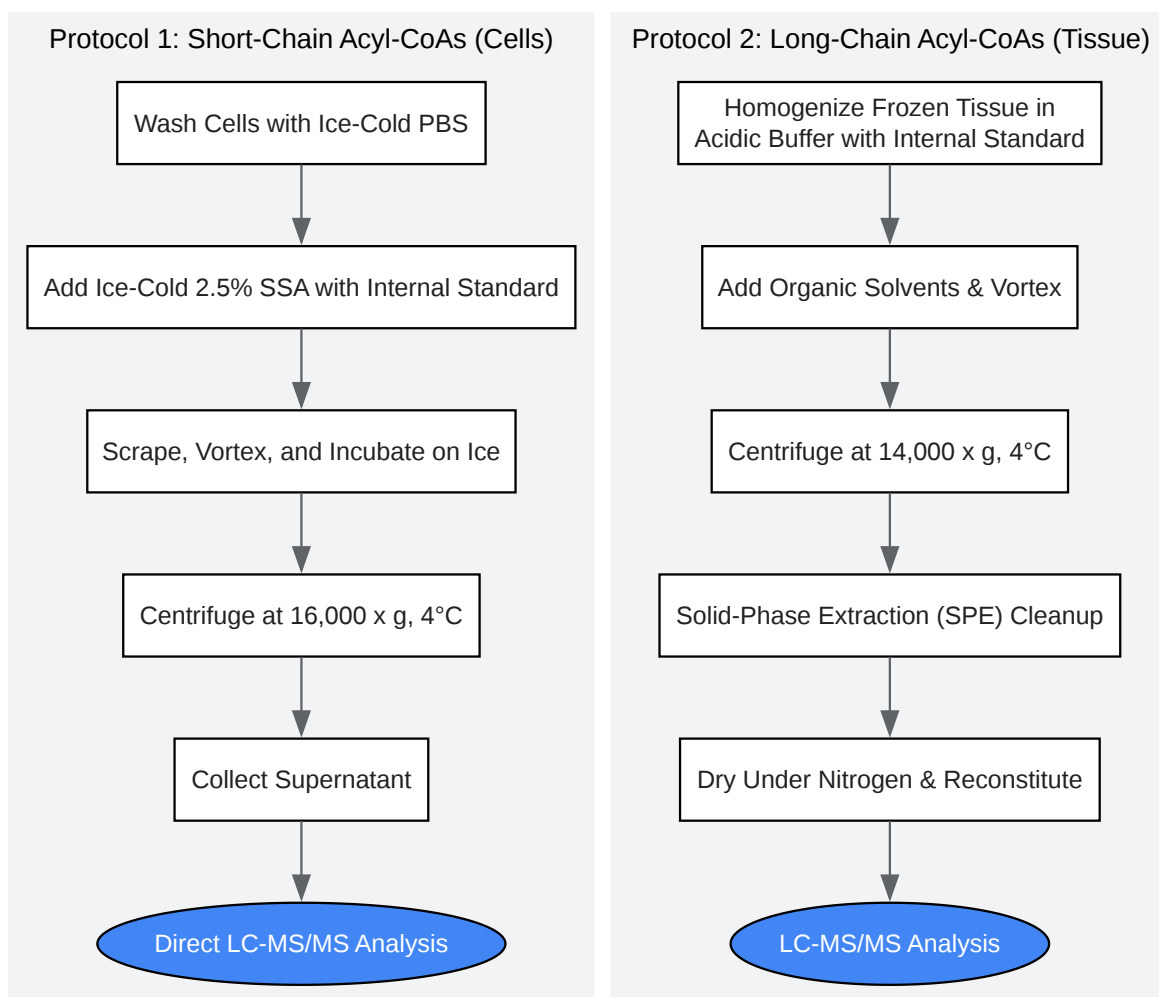 Protocol 1: Short-Chain Acyl-CoAs (Cells)
Wash Cells with Ice-Cold PBS
Add Ice-Cold 2.5% SSA with Internal Standard
Scrape, Vortex, and Incubate on Ice
Centrifuge at 16,000 x g, 4°C
Collect Supernatant
Direct LC-MS/MS Analysis
Protocol 2: Long-Chain Acyl-CoAs (Tissue)
Homogenize Frozen Tissue in
Acidic Buffer with Internal Standard
Add Organic Solvents & Vortex
Centrifuge at 14,000 x g, 4°C
Solid-Phase Extraction (SPE) Cleanup
Dry Under Nitrogen & Reconstitute
LC-MS/MS Analysis